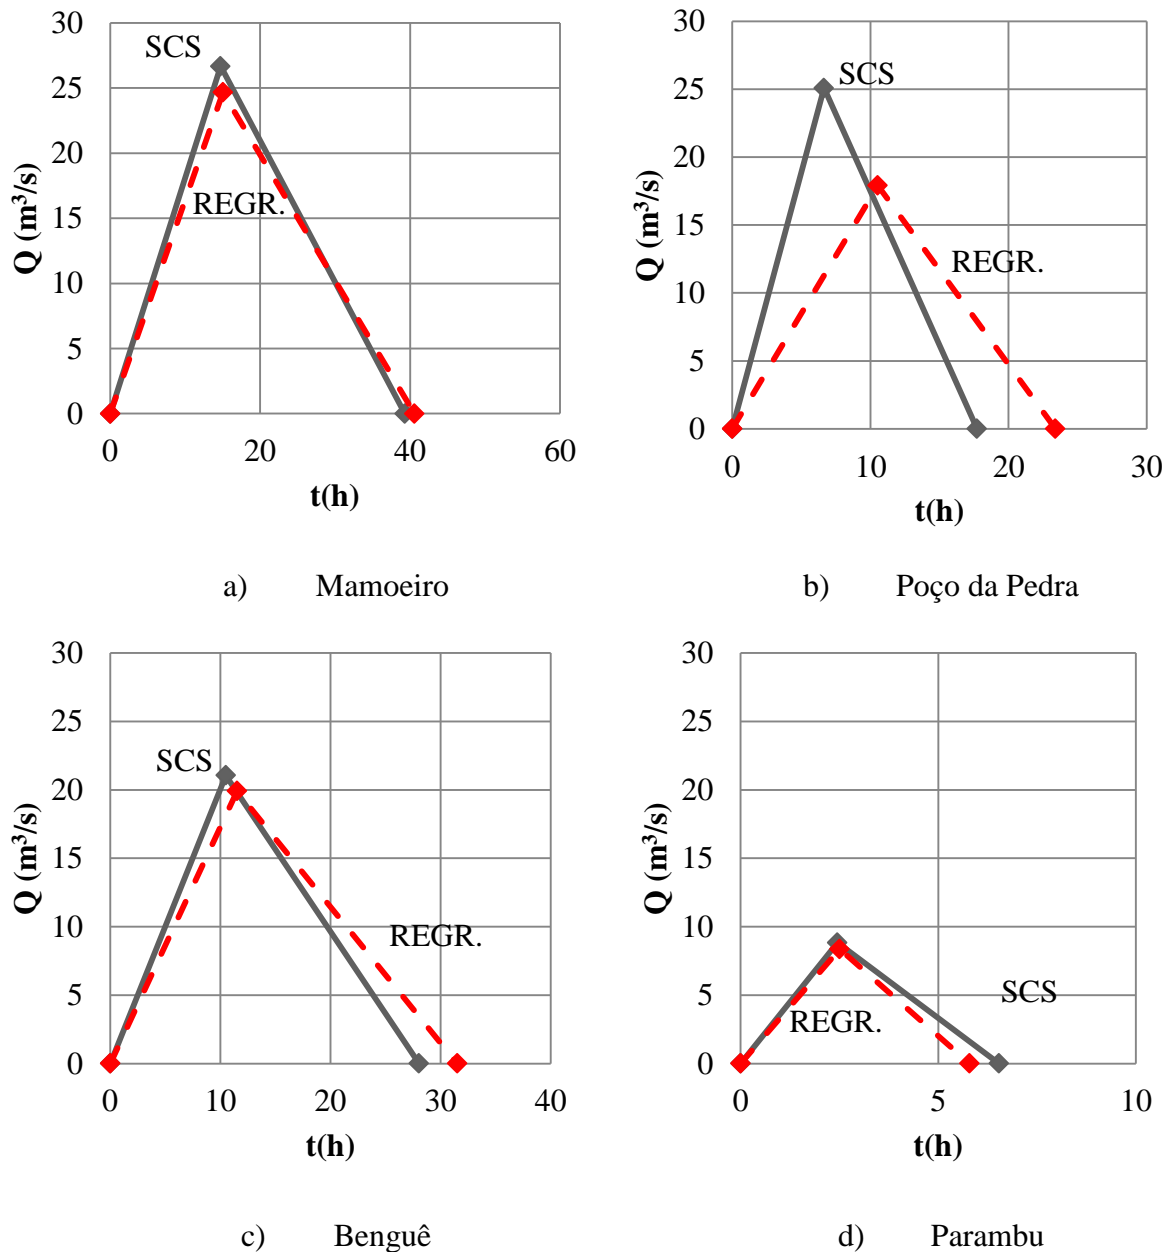 30
25
20
15
10
5
0
Q (m³/s)
SCS
REGR.
0 20 40 60
t(h)
a) Mamoeiro
30
25
20
15
10
5
0
Q (m³/s)
SCS
REGR.
0 10 20 30
t(h)
b) Poço da Pedra
30
25
20
15
10
5
0
Q (m³/s)
SCS
REGR.
0 10 20 30 40
t(h)
c) Benguê
30
25
20
15
10
5
0
Q (m³/s)
SCS
REGR.
0 5 10
t(h)
d) Parambu